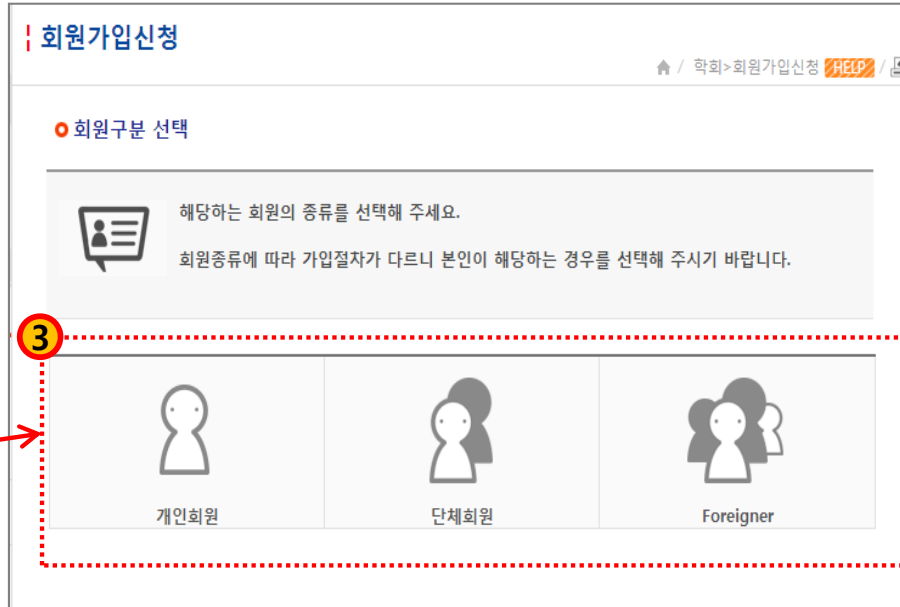 회원가입신청
/ 학회>회원가입신청 HELP /
회원구분 선택
해당하는 회원의 종류를 선택해 주세요.
회원종류에 따라 가입절차가 다르니 본인이 해당하는 경우를 선택해 주시기 바랍니다.
3
개인회원 단체회원 Foreigner